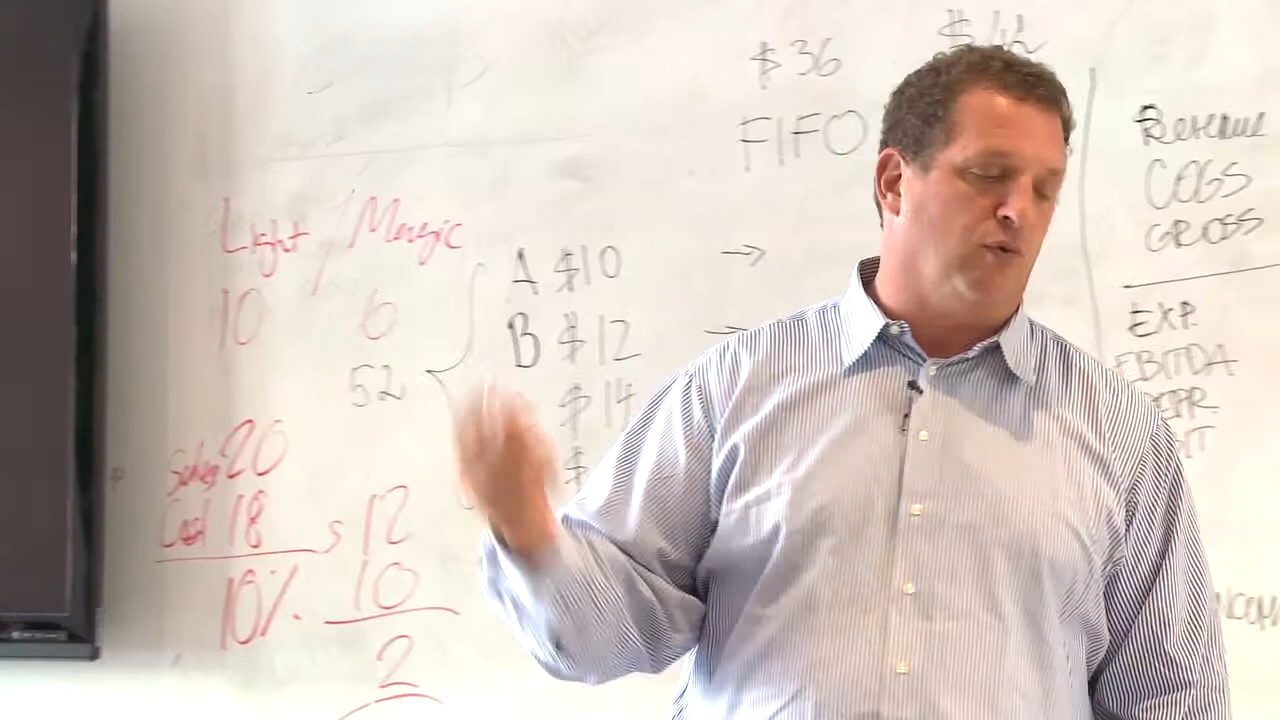 $36
FIFO
Light / Magic
10 6
52
A $10
B $12
$14
$
Sales 20
Cost 18
10%
S 12
10
2
Revenue
COGS
GROSS
EXP.
EBITDA